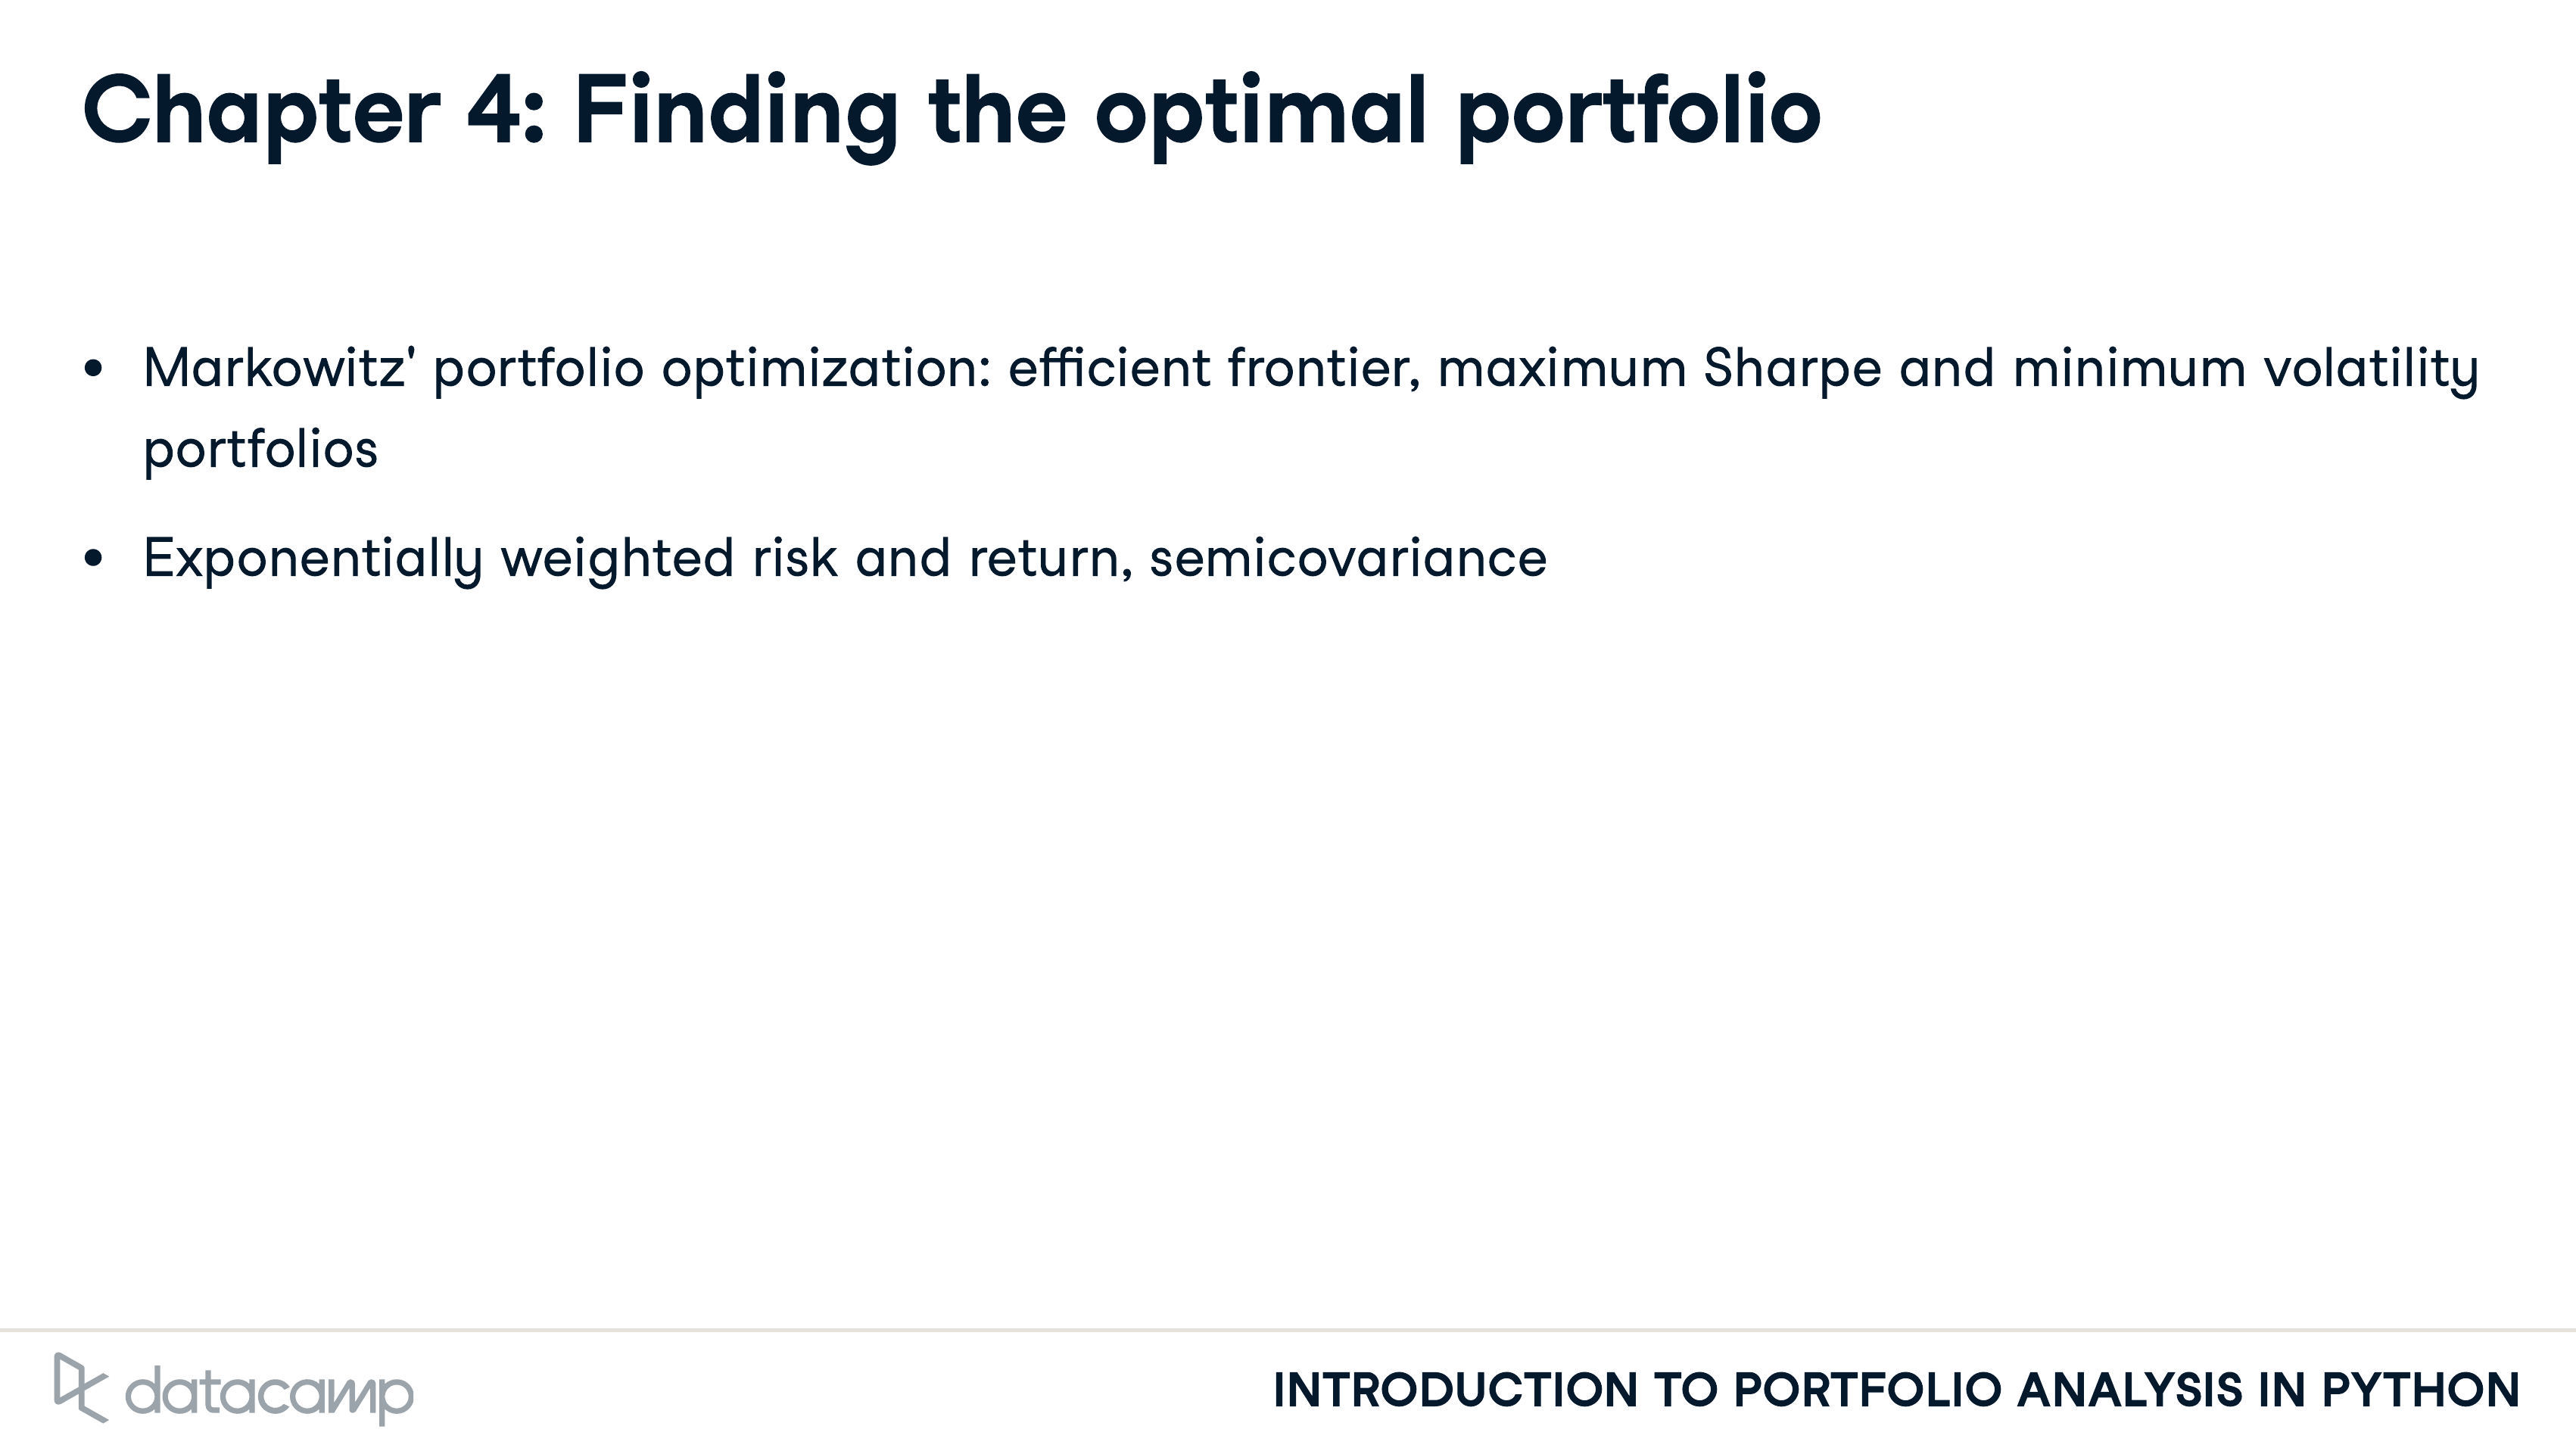 Chapter 4: Finding the optimal portfolio
• Markowitz' portfolio optimization: efficient frontier, maximum Sharpe and minimum volatility
portfolios
• Exponentially weighted risk and return, semicovariance
datacamp
INTRODUCTION TO PORTFOLIO ANALYSIS IN PYTHON